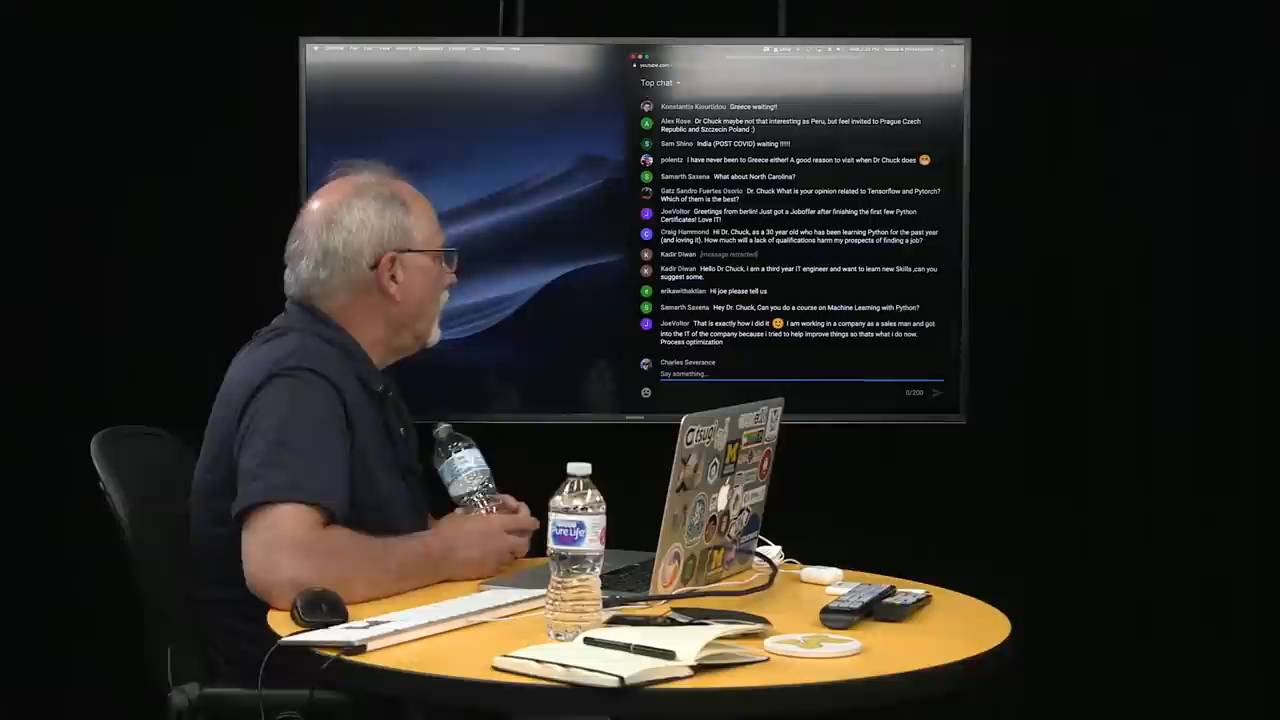 youtube.com
Top chat
Konstantia Kiourtidou Greece waiting!!
Alex Rose Dr Chuck maybe not that interesting as Peru, but feel invited to Prague Czech
Republic and Szczecin Poland :)
Sam Shino India (POST COVID) waiting !!!!!
polentz I have never been to Greece either! A good reason to visit when Dr Chuck does 😁
Samarth Saxena What about North Carolina?
Gatz Sandro Fuertes Osorio Dr. Chuck What is your opinion related to Tensorflow and Pytorch?
Which of them is the best?
JoeVoltor Greetings from berlin! Just got a Joboffer after finishing the first few Python
Certificates! Love IT!
Craig Hammond Hi Dr. Chuck, as a 30 year old who has been learning Python for the past year
(and loving it). How much will a lack of qualifications harm my prospects of finding a job?
Kadir Diwan [message retracted]
Kadir Diwan Hello Dr Chuck, I am a third year IT engineer and want to learn new Skills ,can you
suggest some.
erikawithaktian Hi joe please tell us
Samarth Saxena Hey Dr. Chuck, Can you do a course on Machine Learning with Python?
JoeVoltor That is exactly how i did it 🙂 I am working in a company as a sales man and got
into the IT of the company because i tried to help improve things so thats what i do now.
Process optimization
Charles Severance
Say something...
0/200
tsugi
M
Pure Life
M